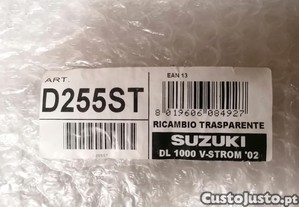 ART.
D255ST
EAN 13
8 019606 084927
RICAMBIO TRASPARENTE
SUZUKI
DL 1000 V-STROM '02
CustoJusto.pt